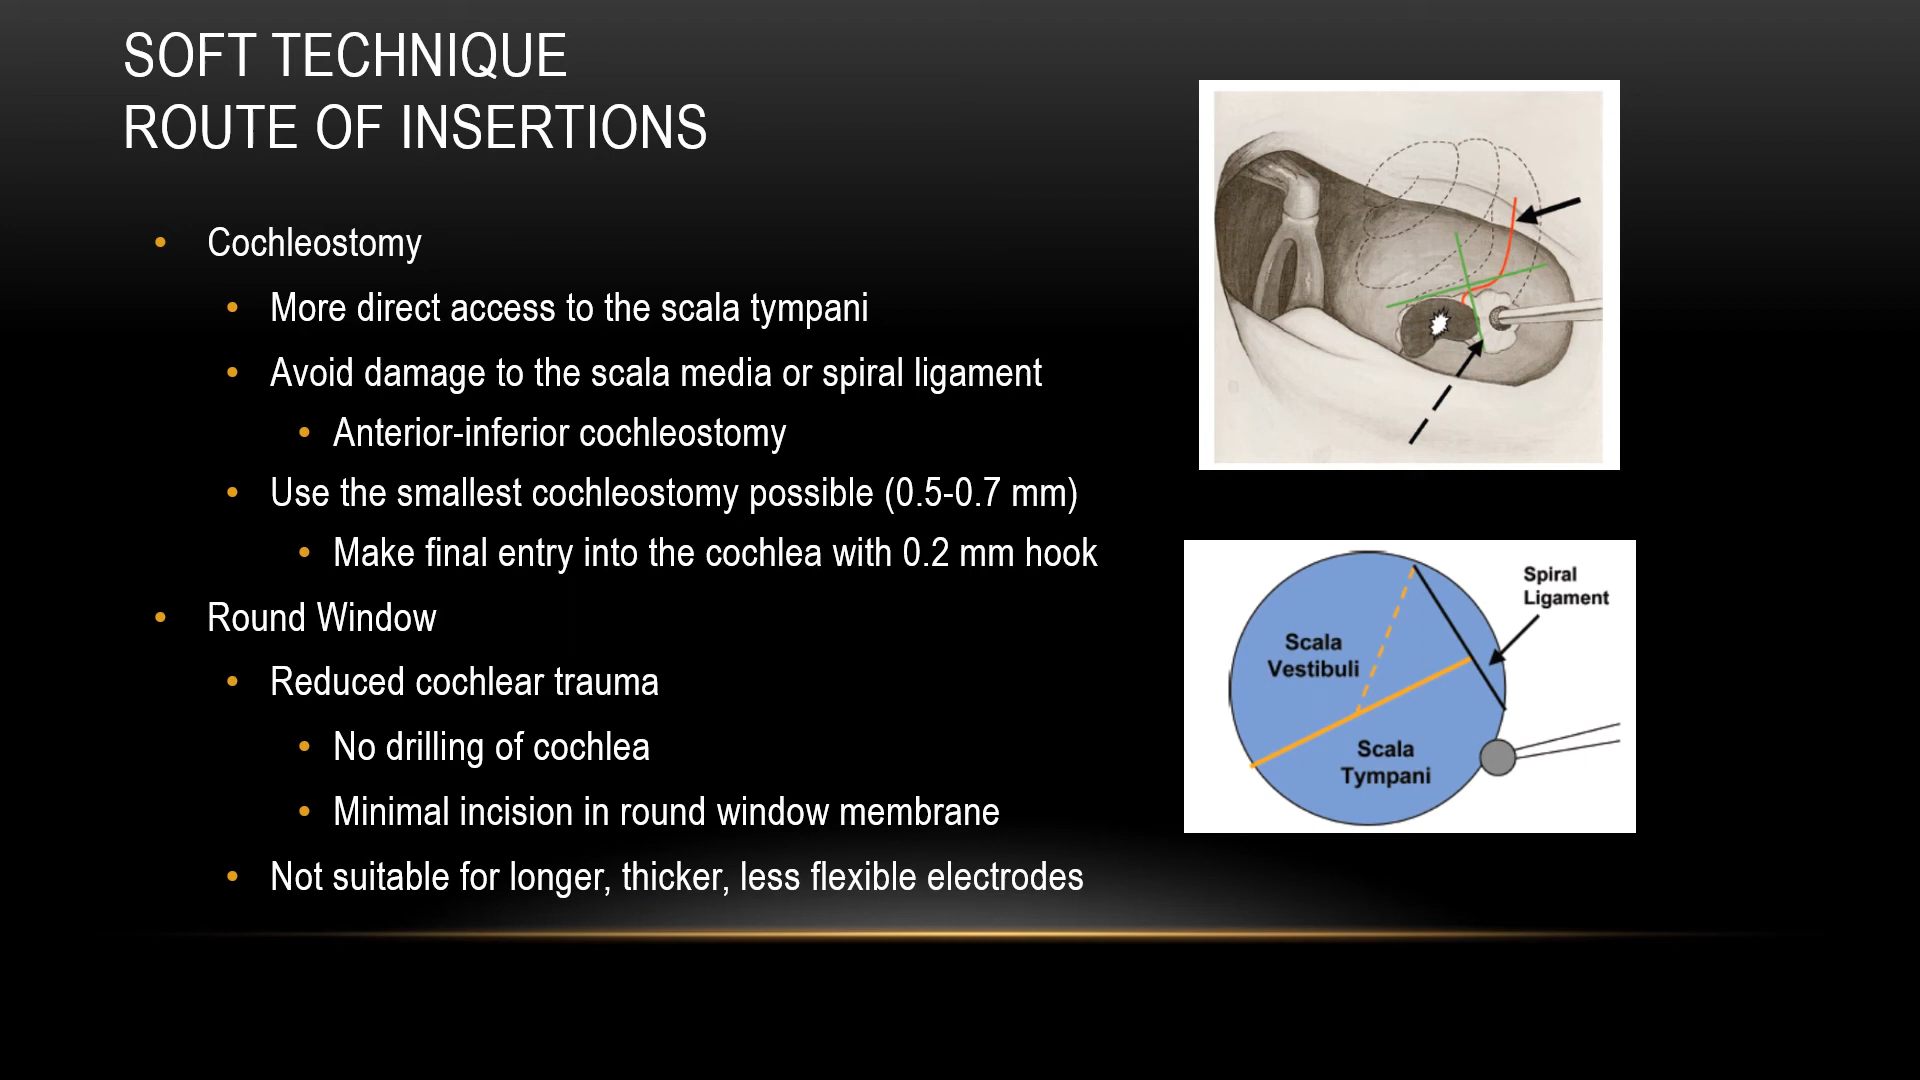 SOFT TECHNIQUE
ROUTE OF INSERTIONS
• Cochleostomy
• More direct access to the scala tympani
• Avoid damage to the scala media or spiral ligament
• Anterior-inferior cochleostomy
• Use the smallest cochleostomy possible (0.5-0.7 mm)
• Make final entry into the cochlea with 0.2 mm hook
• Round Window
• Reduced cochlear trauma
• No drilling of cochlea
• Minimal incision in round window membrane
• Not suitable for longer, thicker, less flexible electrodes
Spiral
Ligament
Scala
Vestibuli
Scala
Tympani